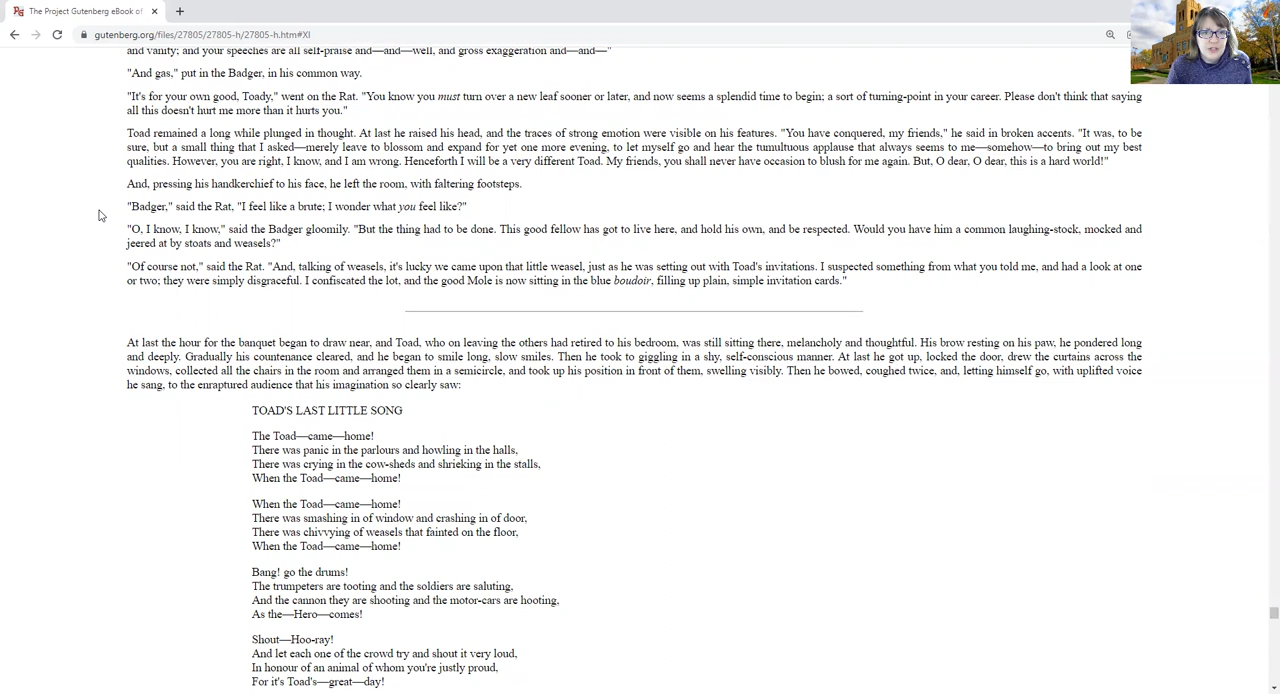 The Project Gutenberg eBook of
gutenberg.org/files/27805/27805-h/27805-h.htm#XI
and vanity; and your speeches are all self-praise and—and—well, and gross exaggeration and—and—"
"And gas," put in the Badger, in his common way.
"It's for your own good, Toady," went on the Rat. "You know you must turn over a new leaf sooner or later, and now seems a splendid time to begin; a sort of turning-point in your career. Please don't think that saying
all this doesn't hurt me more than it hurts you."
Toad remained a long while plunged in thought. At last he raised his head, and the traces of strong emotion were visible on his features. "You have conquered, my friends," he said in broken accents. "It was, to be
sure, but a small thing that I asked—merely leave to blossom and expand for yet one more evening, to let myself go and hear the tumultuous applause that always seems to me—somehow—to bring out my best
qualities. However, you are right, I know, and I am wrong. Henceforth I will be a very different Toad. My friends, you shall never have occasion to blush for me again. But, O dear, O dear, this is a hard world!"
And, pressing his handkerchief to his face, he left the room, with faltering footsteps.
"Badger," said the Rat, "I feel like a brute; I wonder what you feel like?"
"O, I know, I know," said the Badger gloomily. "But the thing had to be done. This good fellow has got to live here, and hold his own, and be respected. Would you have him a common laughing-stock, mocked and
jeered at by stoats and weasels?"
"Of course not," said the Rat. "And, talking of weasels, it's lucky we came upon that little weasel, just as he was setting out with Toad's invitations. I suspected something from what you told me, and had a look at one
or two; they were simply disgraceful. I confiscated the lot, and the good Mole is now sitting in the blue boudoir, filling up plain, simple invitation cards."
At last the hour for the banquet began to draw near, and Toad, who on leaving the others had retired to his bedroom, was still sitting there, melancholy and thoughtful. His brow resting on his paw, he pondered long
and deeply. Gradually his countenance cleared, and he began to smile long, slow smiles. Then he took to giggling in a shy, self-conscious manner. At last he got up, locked the door, drew the curtains across the
windows, collected all the chairs in the room and arranged them in a semicircle, and took up his position in front of them, swelling visibly. Then he bowed, coughed twice, and, letting himself go, with uplifted voice
he sang, to the enraptured audience that his imagination so clearly saw:
TOAD'S LAST LITTLE SONG
The Toad—came—home!
There was panic in the parlours and howling in the halls,
There was crying in the cow-sheds and shrieking in the stalls,
When the Toad—came—home!
When the Toad—came—home!
There was smashing in of window and crashing in of door,
There was chivvying of weasels that fainted on the floor,
When the Toad—came—home!
Bang! go the drums!
The trumpeters are tooting and the soldiers are saluting,
And the cannon they are shooting and the motor-cars are hooting,
As the—Hero—comes!
Shout—Hoo-ray!
And let each one of the crowd try and shout it very loud,
In honour of an animal of whom you're justly proud,
For it's Toad's—great—day!